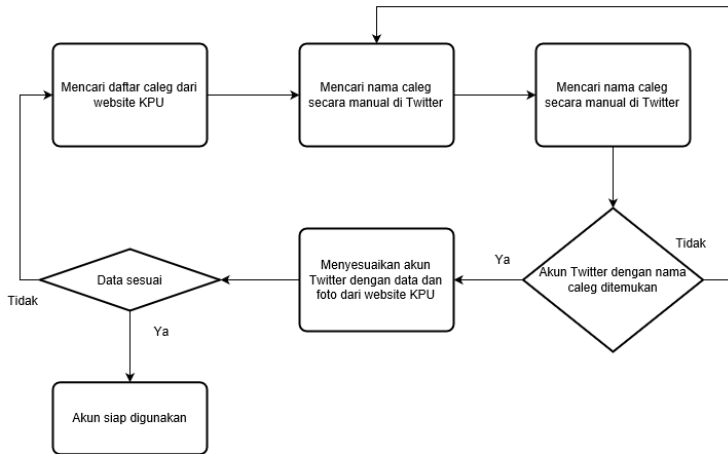 Mencari daftar caleg dari
website KPU
Mencari nama caleg
secara manual di Twitter
Mencari nama caleg
secara manual di Twitter
Akun Twitter dengan nama
caleg ditemukan
Tidak
Ya
Menyesuaikan akun
Twitter dengan data dan
foto dari website KPU
Data sesuai
Tidak
Ya
Akun siap digunakan